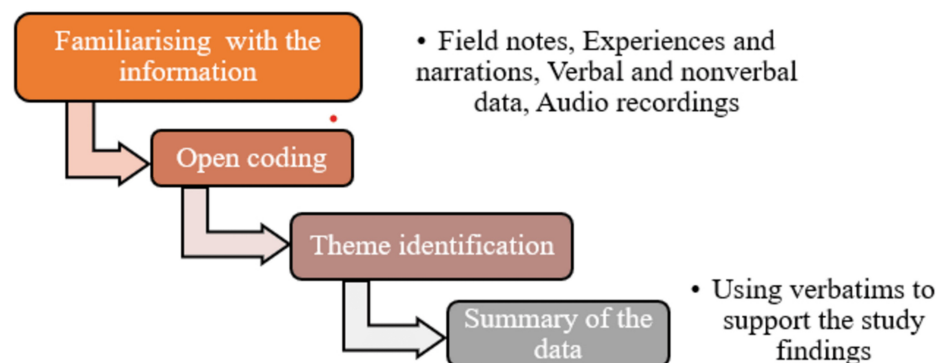 Familiarising with the
information
• Field notes, Experiences and
narrations, Verbal and nonverbal
data, Audio recordings
Open coding
Theme identification
Summary of the
data
• Using verbatims to
support the study
findings